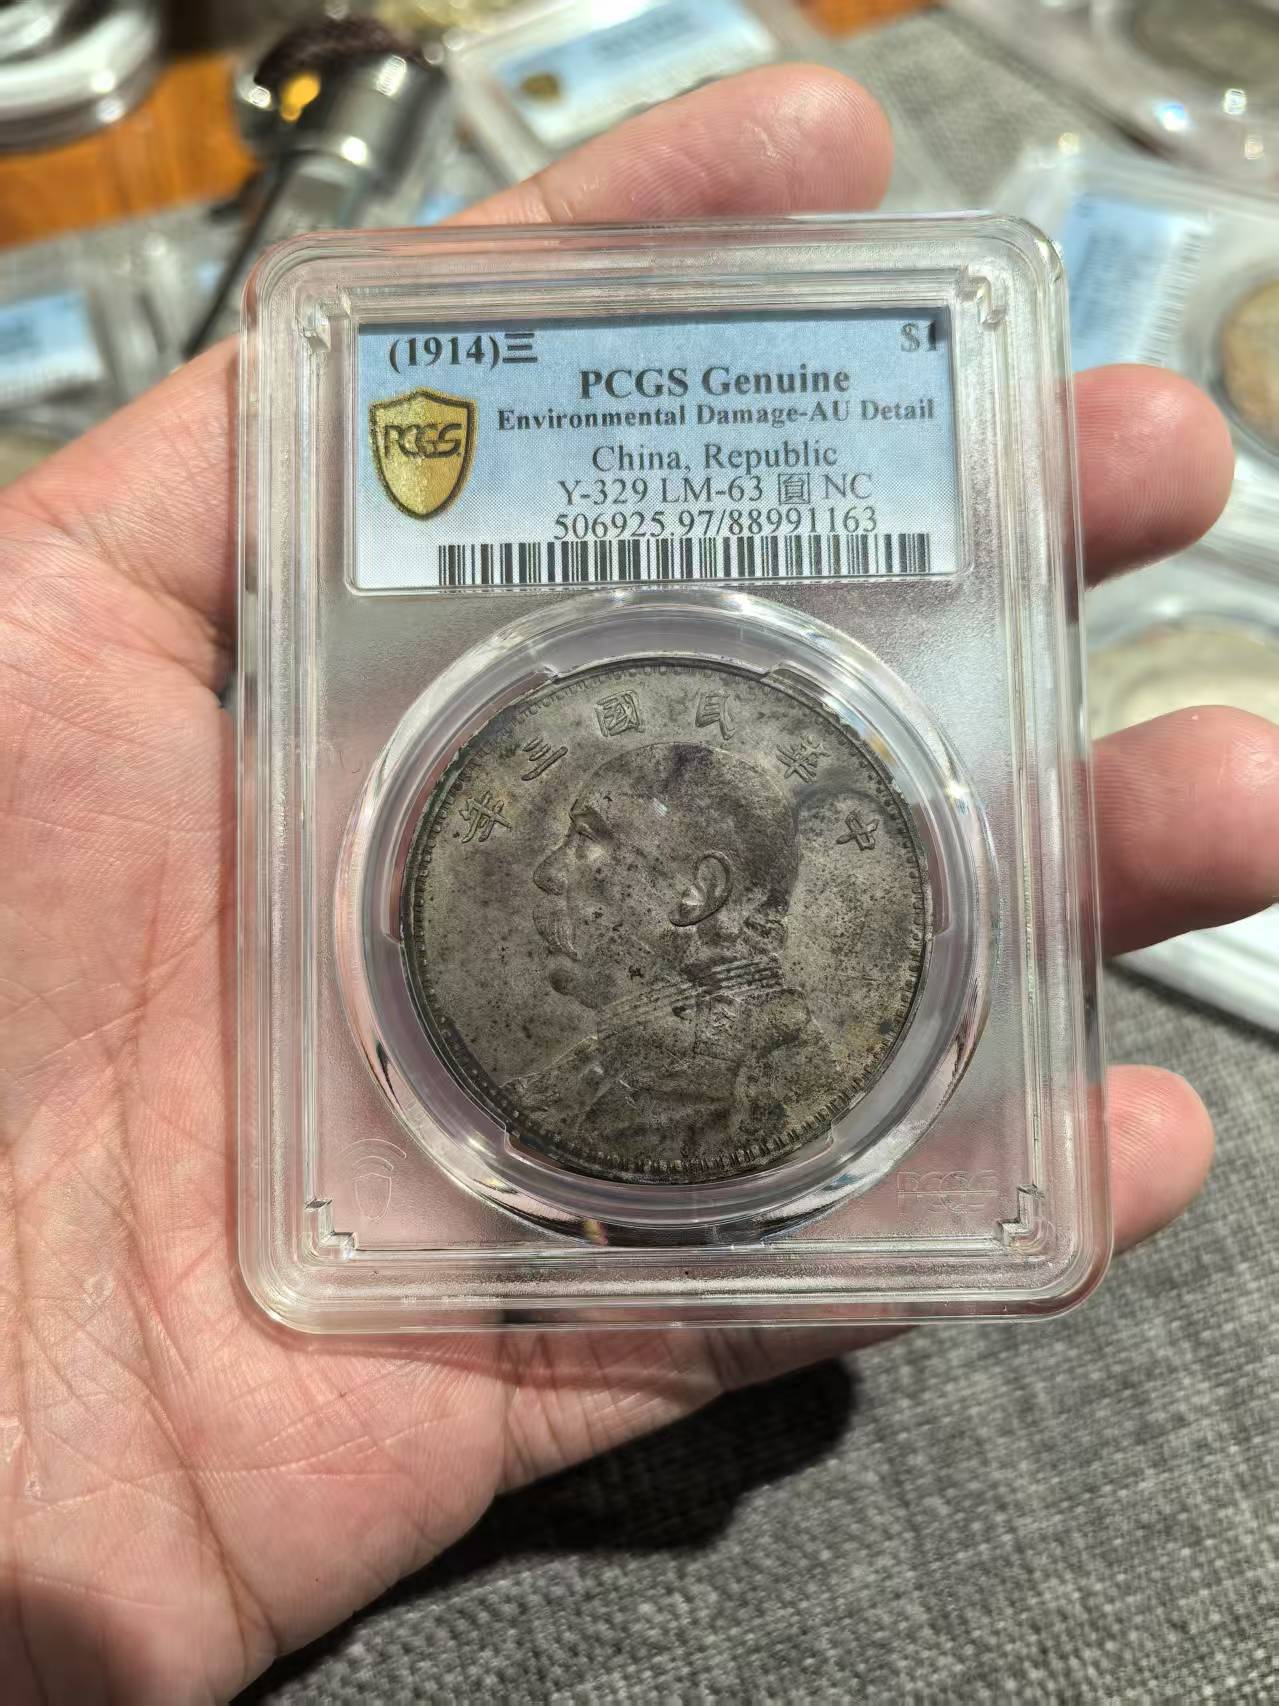 (1914)三 $1
PCGS Genuine
Environmental Damage-AU Detail
PCGS
China, Republic
Y-329 LM-63 圓 NC
506925.97/88991163
年三國民華中
PCGS